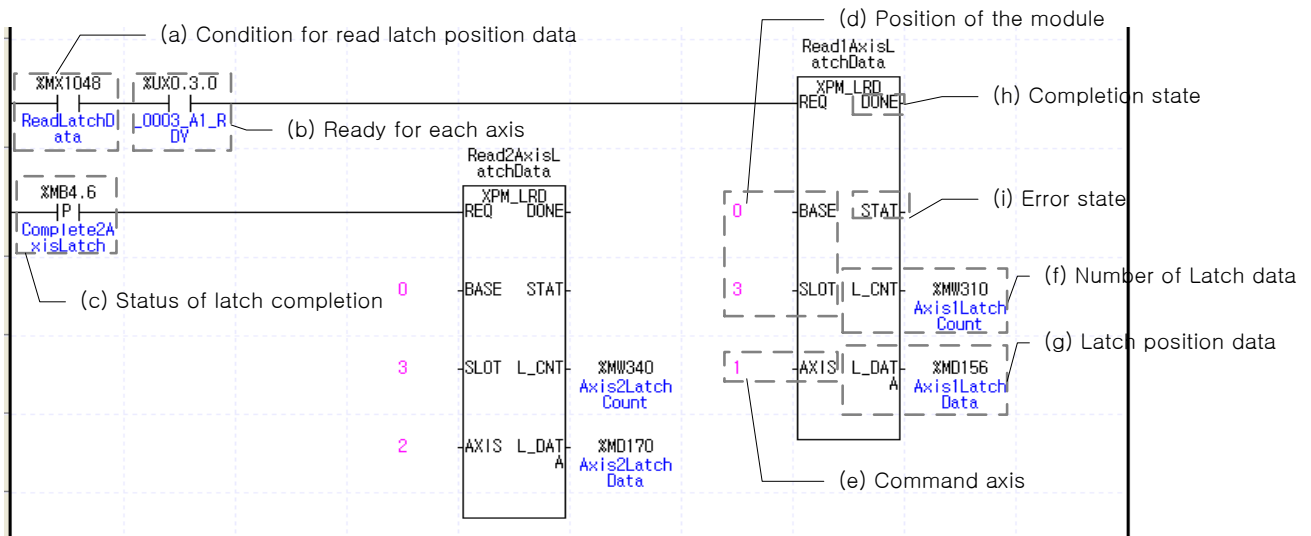 (a) Condition for read latch position data
(d) Position of the module
Read1AxisL
atchData
%MX1048
%UX0.3.0
XPM_LRD
REQ DONE
(h) Completion state
ReadLatchD
ata
_0003_A1_R
DY
(b) Ready for each axis
Read2AxisL
atchData
%MB4.6
P
XPM_LRD
REQ DONE
0
BASE STAT
(i) Error state
Complete2A
xisLatch
(c) Status of latch completion
0
BASE STAT
3
SLOT L_CNT
%MW310
Axis1Latch
Count
(f) Number of Latch data
(g) Latch position data
3
SLOT L_CNT
%MW340
Axis2Latch
Count
1
AXIS L_DAT
A
%MD156
Axis1Latch
Data
2
AXIS L_DAT
A
%MD170
Axis2Latch
Data
(e) Command axis